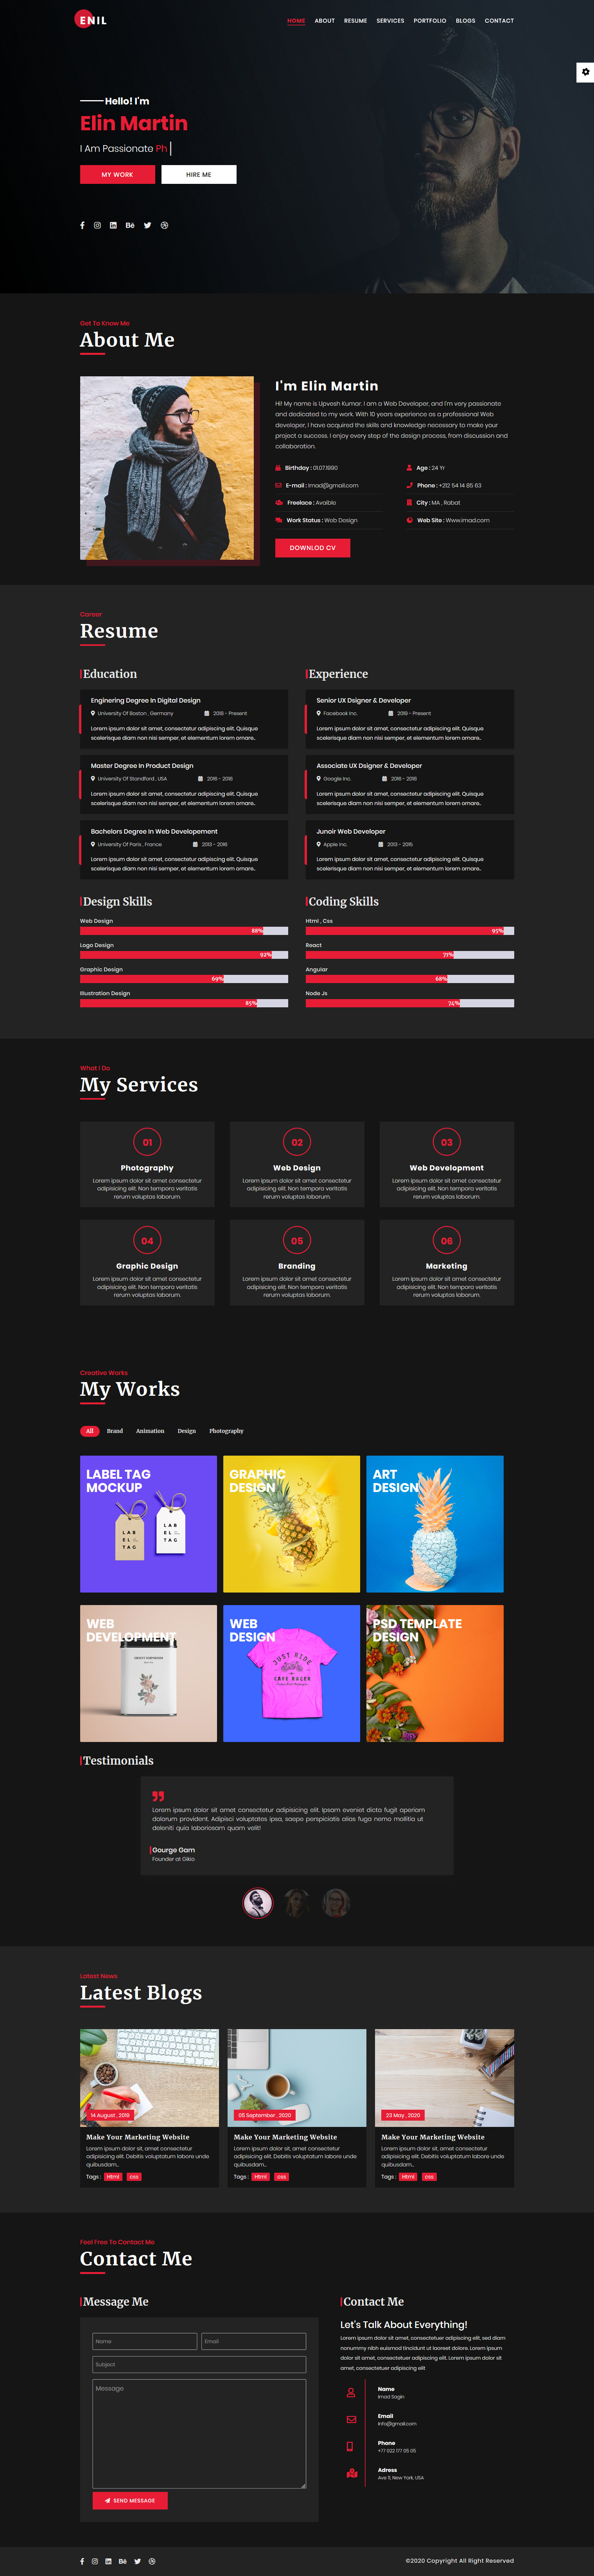 ENIL
HOME ABOUT RESUME SERVICES PORTFOLIO BLOGS CONTACT
Hello! I'm
Elin Martin
I Am Passionate Ph
MY WORK HIRE ME
Get To Know Me
About Me
I'm Elin Martin
Hi! My name is Upvesh Kumar. I am a Web Developer, and I'm very passionate
and dedicated to my work. With 10 years experience as a professional Web
developer, I have acquired the skills and knowledge necessary to make your
project a success. I enjoy every step of the design process, from discussion and
collaboration.
Birthday : 01.07.1990 Age : 24 Yr
E-mail : Imad@gmail.com Phone : +212 54 14 85 63
Freelace : Avaible City : MA , Rabat
Work Status : Web Design Web Site : Www.imad.com
DOWNLOD CV
Career
Resume
Education
Enginering Degree In Digital Design
University Of Boston , Germany 2018 - Present
Lorem ipsum dolor sit amet, consectetur adipiscing elit. Quisque
scelerisque diam non nisi semper, et elementum lorem ornare..
Master Degree In Product Design
University Of Standford , USA 2016 - 2018
Lorem ipsum dolor sit amet, consectetur adipiscing elit. Quisque
scelerisque diam non nisi semper, et elementum lorem ornare..
Bachelors Degree In Web Developement
University Of Paris , France 2013 - 2016
Lorem ipsum dolor sit amet, consectetur adipiscing elit. Quisque
scelerisque diam non nisi semper, et elementum lorem ornare..
Experience
Senior UX Dsigner & Developer
Facebook Inc. 2019 - Present
Lorem ipsum dolor sit amet, consectetur adipiscing elit. Quisque
scelerisque diam non nisi semper, et elementum lorem ornare..
Associate UX Dsigner & Developer
Google Inc. 2016 - 2018
Lorem ipsum dolor sit amet, consectetur adipiscing elit. Quisque
scelerisque diam non nisi semper, et elementum lorem ornare..
Junoir Web Developer
Apple Inc. 2013 - 2015
Lorem ipsum dolor sit amet, consectetur adipiscing elit. Quisque
scelerisque diam non nisi semper, et elementum lorem ornare..
Design Skills
Web Design
88%
Logo Design
92%
Graphic Design
69%
Illustration Design
85%
Coding Skills
Html , Css
95%
React
71%
Angular
68%
Node Js
74%
What I Do
My Services
01
Photography
Lorem ipsum dolor sit amet consectetur
adipisicing elit. Non tempora veritatis
rerum voluptas laborum.
02
Web Design
Lorem ipsum dolor sit amet consectetur
adipisicing elit. Non tempora veritatis
rerum voluptas laborum.
03
Web Development
Lorem ipsum dolor sit amet consectetur
adipisicing elit. Non tempora veritatis
rerum voluptas laborum.
04
Graphic Design
Lorem ipsum dolor sit amet consectetur
adipisicing elit. Non tempora veritatis
rerum voluptas laborum.
05
Branding
Lorem ipsum dolor sit amet consectetur
adipisicing elit. Non tempora veritatis
rerum voluptas laborum.
06
Marketing
Lorem ipsum dolor sit amet consectetur
adipisicing elit. Non tempora veritatis
rerum voluptas laborum.
Creative Works
My Works
All Brand Animation Design Photography
LABEL TAG
MOCKUP
LAB
EL
TAG
LAB
EL
TAG
GRAPHIC
DESIGN
ART
DESIGN
WEB
DEVELOPMENT
WEB
DESIGN
JUST RIDE
CAFE RACER
PSD TEMPLATE
DESIGN
Testimonials
Lorem ipsum dolor sit amet consectetur adipisicing elit. Ipsam eveniet dicta fugit aperiam
dolorum provident. Adipisci voluptates ipsa, saepe perspiciatis alias fuga nemo mollitia ut
deleniti quia laboriosam quam velit!
Gourge Gam
Founder at Oikio
Latest News
Latest Blogs
14 August , 2019
Make Your Marketing Website
Lorem ipsum dolor sit, amet consectetur
adipisicing elit. Debitis voluptatum labore unde
quibusdam..
Tags : Html css
05 September , 2020
Make Your Marketing Website
Lorem ipsum dolor sit, amet consectetur
adipisicing elit. Debitis voluptatum labore unde
quibusdam..
Tags : Html css
23 May , 2020
Make Your Marketing Website
Lorem ipsum dolor sit, amet consectetur
adipisicing elit. Debitis voluptatum labore unde
quibusdam..
Tags : Html css
Feel Free To Contact Me
Contact Me
Message Me
Name Email
Subject
Message
SEND MESSAGE
Contact Me
Let's Talk About Everything!
Lorem ipsum dolor sit amet, consectetuer adipiscing elit, sed diam
nonummy nibh euismod tincidunt ut laoreet dolore. Lorem ipsum
dolor sit amet, consectetuer adipiscing elit. Lorem ipsum dolor sit
amet, consectetuer adipiscing elit
Name
Imad Sagin
Email
Info@gmail.com
Phone
+77 022 177 05 05
Adress
Ave 11, New York, USA
©2020 Copyright All Right Reserved